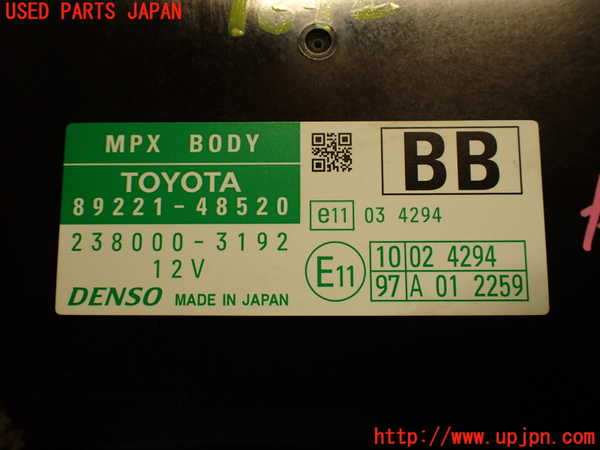 USED PARTS JAPAN
MPX BODY
TOYOTA
89221-48520
238000-3192
12V
DENSO MADE IN JAPAN
BB
e11 03 4294
E11
10 02 4294
97 A 01 2259
http://www.upjpn.com